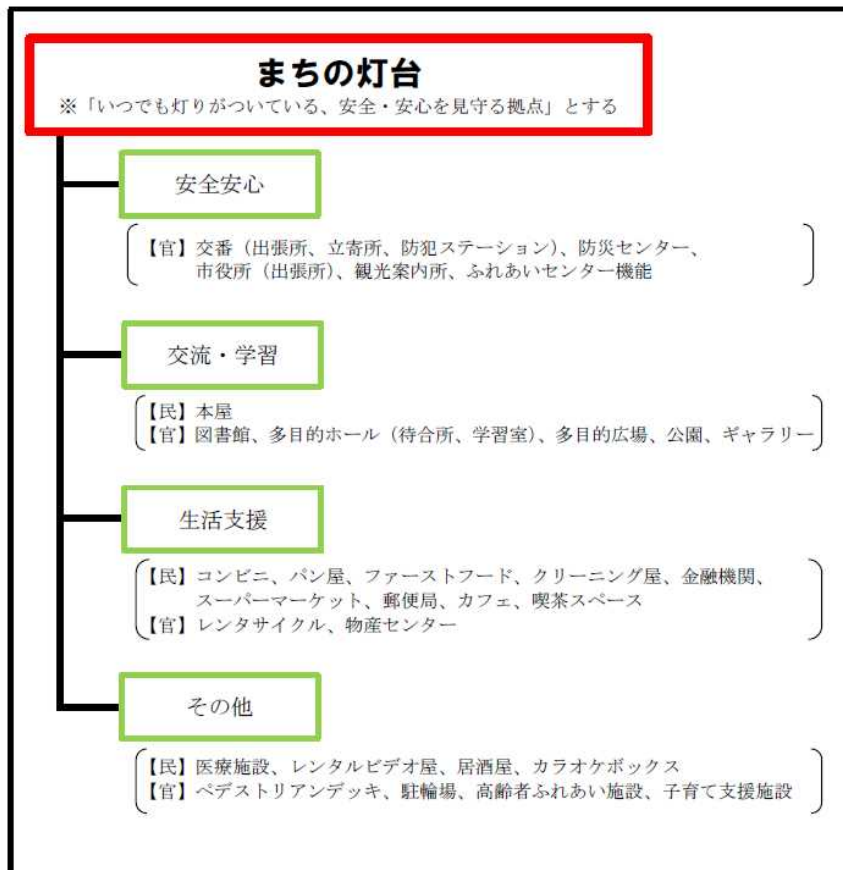 まちの灯台
※「いつでも灯りがついている、安全・安心を見守る拠点」とする
安全安心
【官】交番（出張所、立寄所、防犯ステーション）、防災センター、
市役所（出張所）、観光案内所、ふれあいセンター機能
交流・学習
【民】本屋
【官】図書館、多目的ホール（待合所、学習室）、多目的広場、公園、ギャラリー
生活支援
【民】コンビニ、パン屋、ファーストフード、クリーニング屋、金融機関、
スーパーマーケット、郵便局、カフェ、喫茶スペース
【官】レンタサイクル、物産センター
その他
【民】医療施設、レンタルビデオ屋、居酒屋、カラオケボックス
【官】ペデストリアンデッキ、駐輪場、高齢者ふれあい施設、子育て支援施設